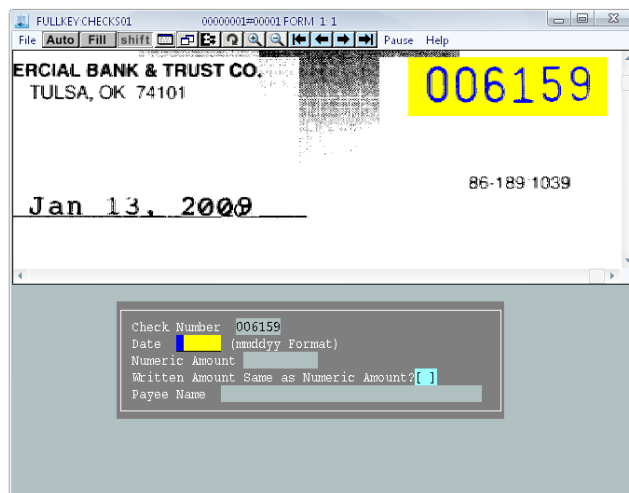 FULLKEY:CHECKS01 00000001=00001 FORM 1: 1
File Auto Fill shift Pause Help
ERCIAL BANK & TRUST CO.
TULSA, OK 74101
006159
86-189 1039
Jan 13, 2009
Check Number 006159
Date (mmddyy Format)
Numeric Amount
Written Amount Same as Numeric Amount?[ ]
Payee Name